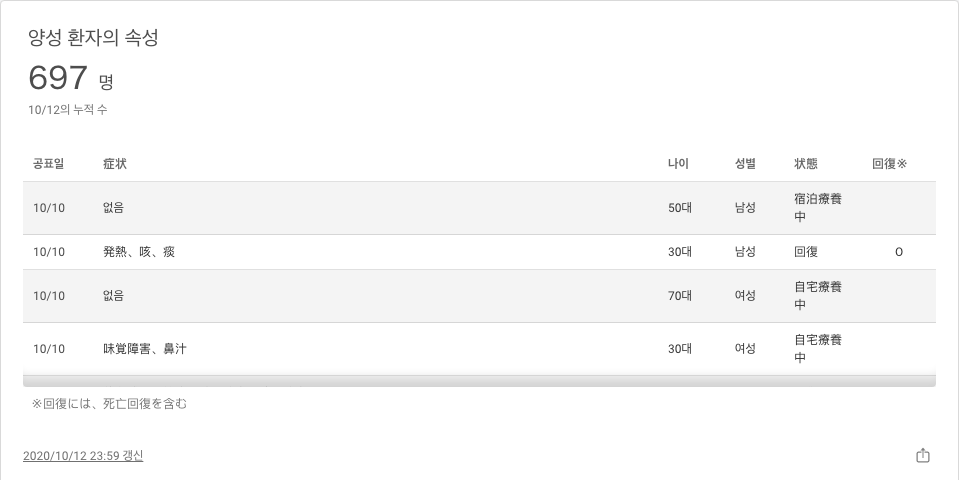 양성 환자의 속성
697 명
10/12의 누적 수
공표일 症状 나이 성별 状態 回復※
10/10 없음 50대 남성 宿泊療養
中
10/10 発熱、咳、痰 30대 남성 回復 O
10/10 없음 70대 여성 自宅療養
中
10/10 味覚障害、鼻汁 30대 여성 自宅療養
中
※回復には、死亡回復を含む
2020/10/12 23:59 갱신